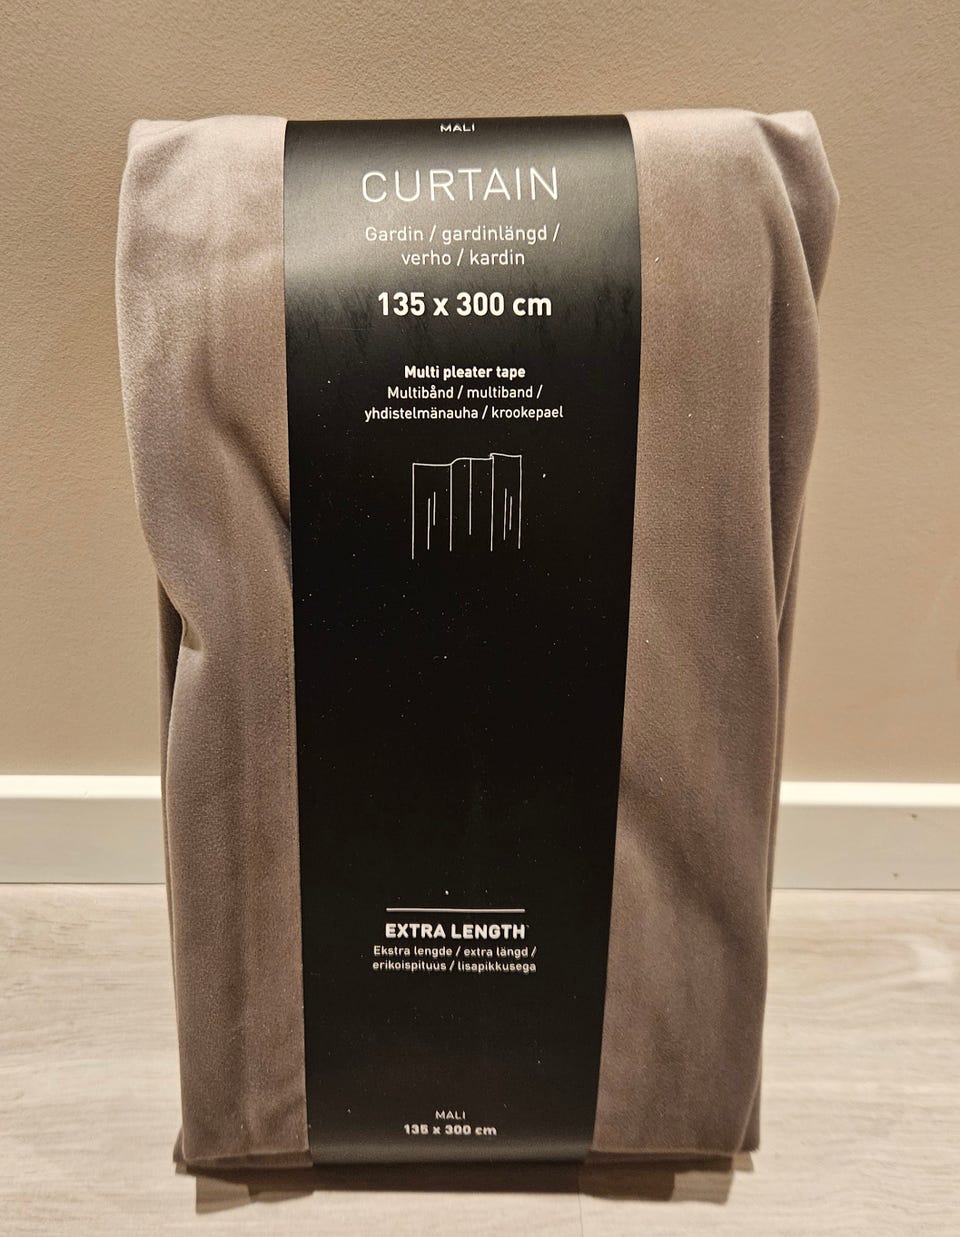 MALI
CURTAIN
Gardin / gardinlängd /
verho / kardin
135 x 300 cm
Multi pleater tape
Multibånd / multiband /
yhdistelmänauha / krookepael
EXTRA LENGTH
Ekstra lengde / extra längd /
erikoispituus / lisapikkusega
MALI
135 x 300 cm